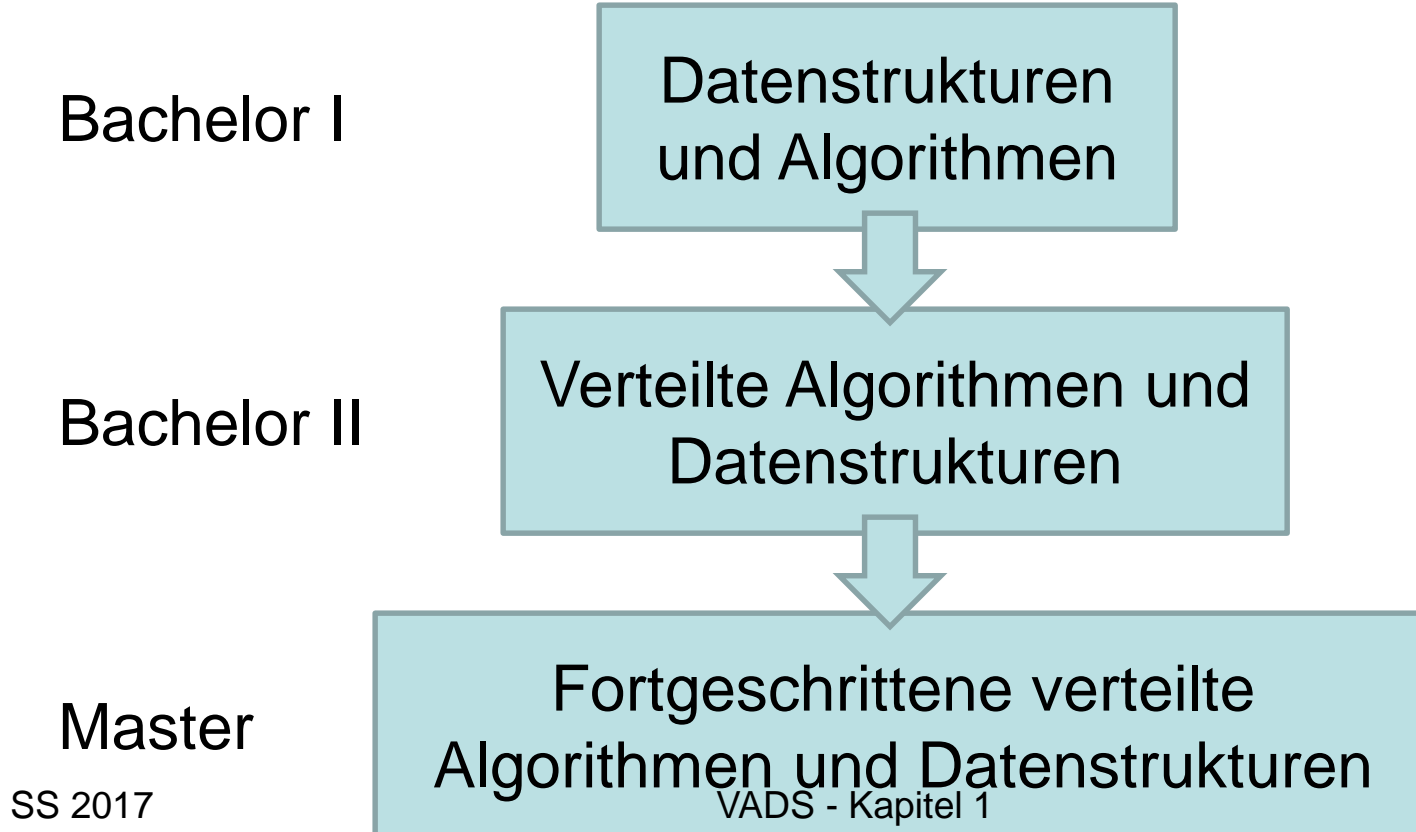 Bachelor I
Datenstrukturen
und Algorithmen
Bachelor II
Verteilte Algorithmen und
Datenstrukturen
Master
Fortgeschrittene verteilte
Algorithmen und Datenstrukturen
SS 2017
VADS - Kapitel 1